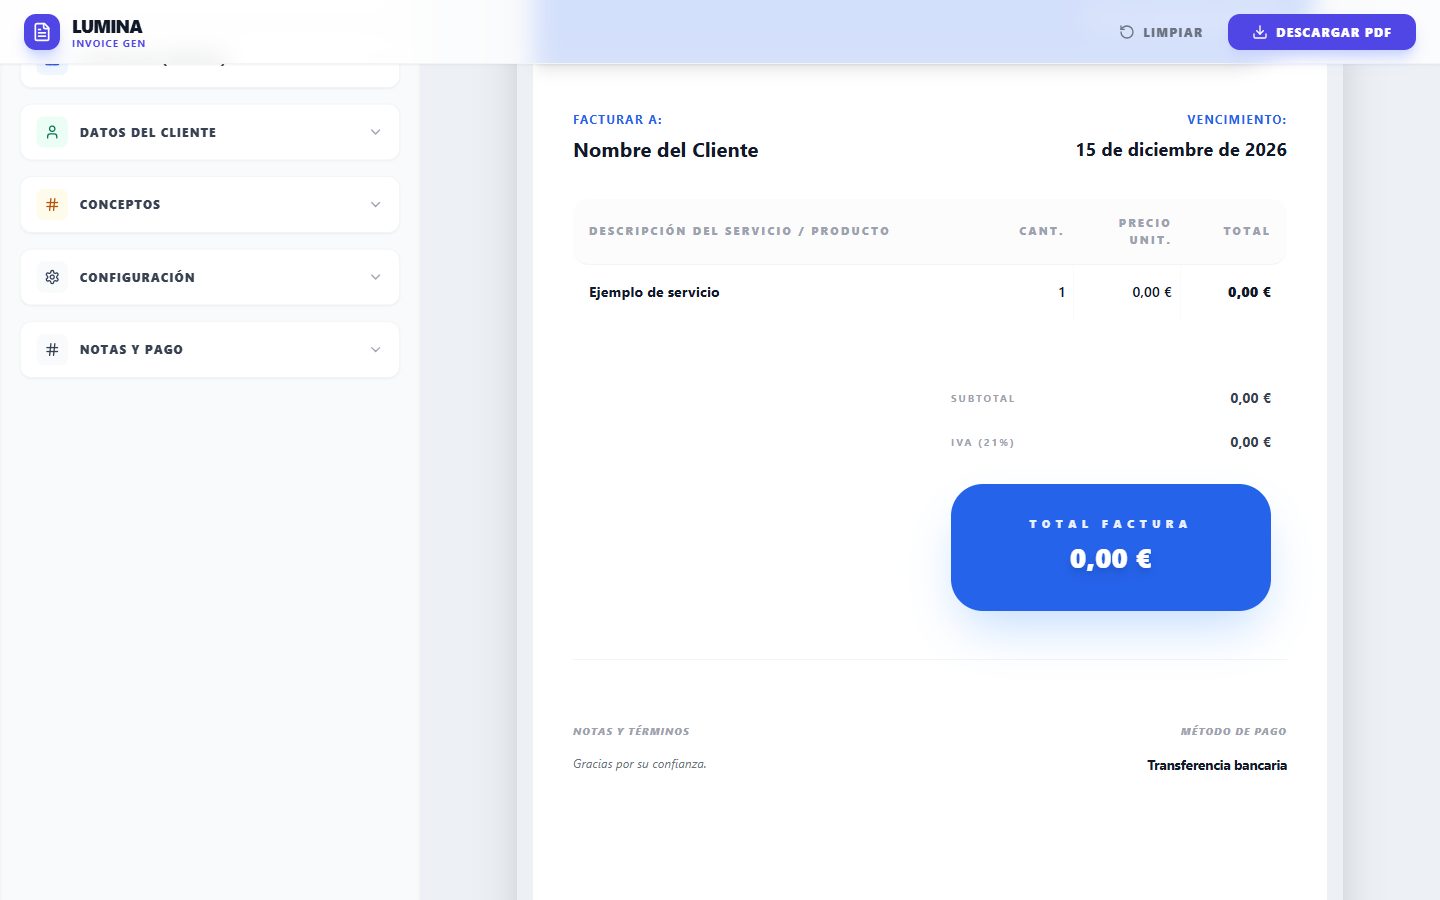 LUMINA
INVOICE GEN
LIMPIAR
DESCARGAR PDF
DATOS DEL CLIENTE
CONCEPTOS
CONFIGURACIÓN
NOTAS Y PAGO
FACTURAR A:
Nombre del Cliente
VENCIMIENTO:
15 de diciembre de 2026
DESCRIPCIÓN DEL SERVICIO / PRODUCTO
CANT.
PRECIO
UNIT.
TOTAL
Ejemplo de servicio
1
0,00 €
0,00 €
SUBTOTAL
0,00 €
IVA (21%)
0,00 €
TOTAL FACTURA
0,00 €
NOTAS Y TÉRMINOS
Gracias por su confianza.
MÉTODO DE PAGO
Transferencia bancaria